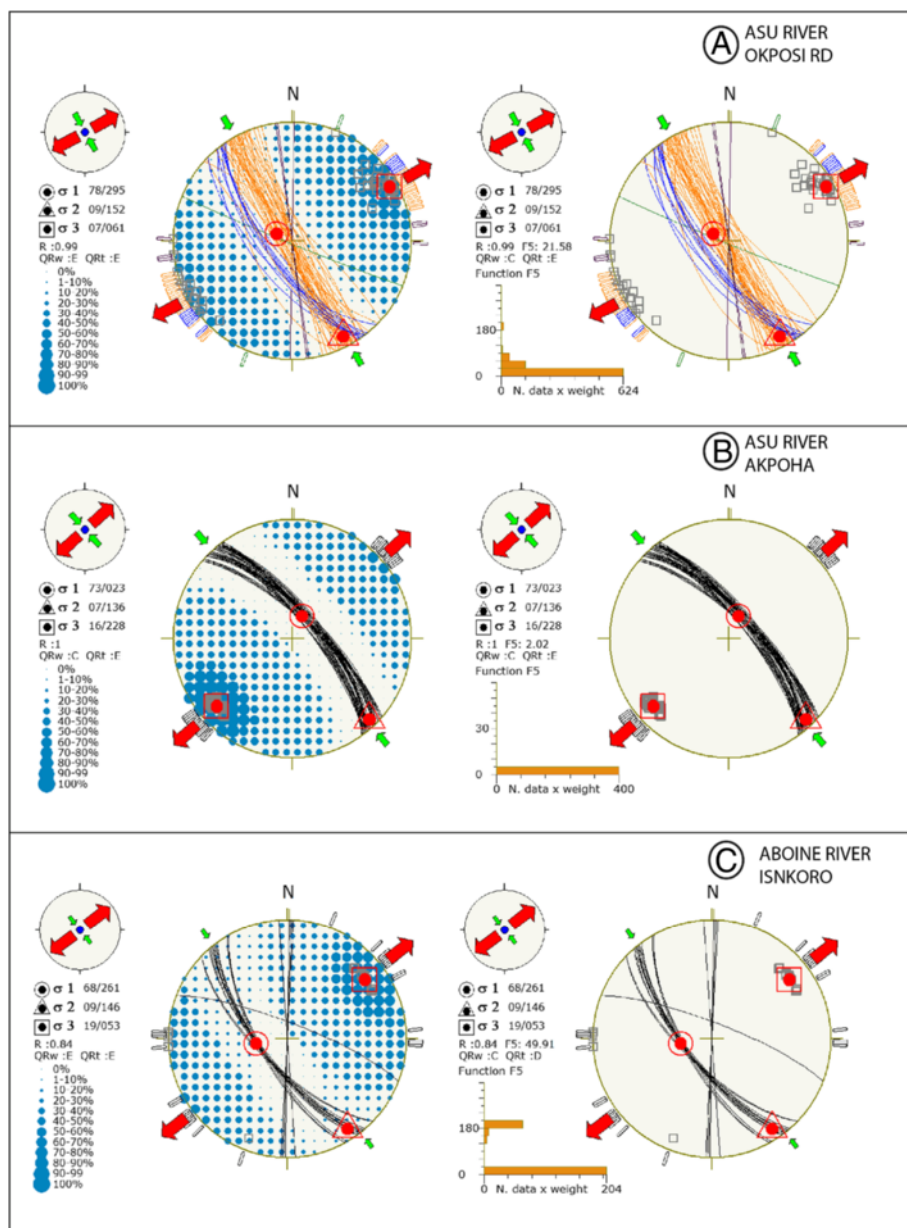 A ASU RIVER
OKPOSI RD
N
σ 1 78/295
σ 2 09/152
σ 3 07/061
R :0.99
QRw :E QRt :E
0%
1-10%
10-20%
20-30%
30-40%
40-50%
50-60%
60-70%
70-80%
80-90%
90-99
100%
N
σ 1 78/295
σ 2 09/152
σ 3 07/061
R :0.99 F5: 21.58
QRw :C QRt :E
Function F5
180
0
0 N. data x weight 624
B ASU RIVER
AKPOHA
N
σ 1 73/023
σ 2 07/136
σ 3 16/228
R :1
QRw :C QRt :E
0%
1-10%
10-20%
20-30%
30-40%
40-50%
50-60%
60-70%
70-80%
80-90%
90-99
100%
N
σ 1 73/023
σ 2 07/136
σ 3 16/228
R :1 F5: 2.02
QRw :C QRt :E
Function F5
30
0
0 N. data x weight 400
C ABOINE RIVER
ISNKORO
N
σ 1 68/261
σ 2 09/146
σ 3 19/053
R :0.84
QRw :E QRt :E
0%
1-10%
10-20%
20-30%
30-40%
40-50%
50-60%
60-70%
70-80%
80-90%
90-99
100%
N
σ 1 68/261
σ 2 09/146
σ 3 19/053
R :0.84 F5: 49.91
QRw :C QRt :D
Function F5
180
0
0 N. data x weight 204